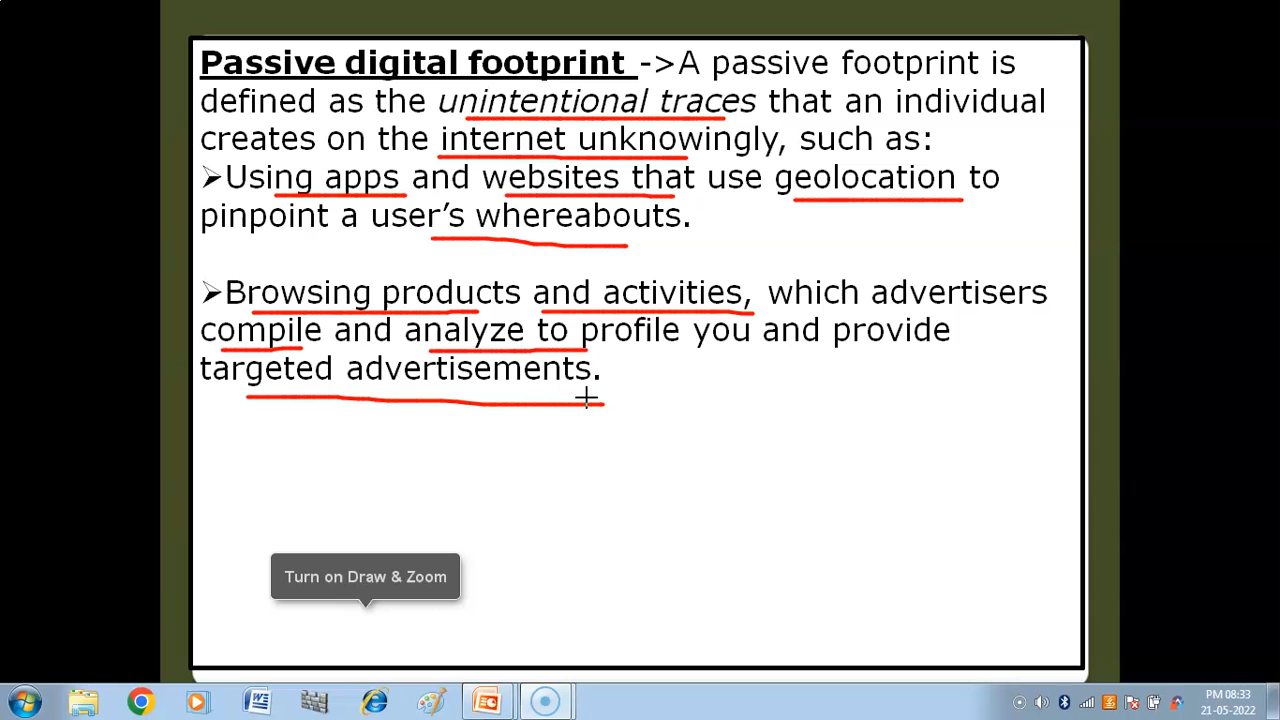 Passive digital footprint ->A passive footprint is
defined as the unintentional traces that an individual
creates on the internet unknowingly, such as:
➢Using apps and websites that use geolocation to
pinpoint a user’s whereabouts.
➢Browsing products and activities, which advertisers
compile and analyze to profile you and provide
targeted advertisements.
Turn on Draw & Zoom
PM 08:33
21-05-2022